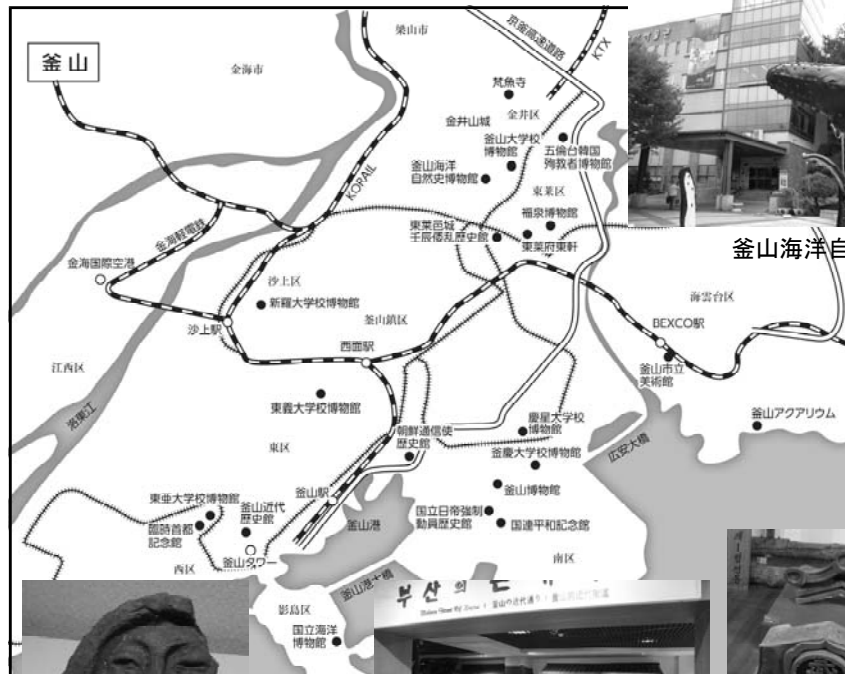 釜山
梁山市
京釜高速道路
KTX
金海市
梵魚寺
金井山城
金井区
釜山大学校
博物館
五倫台韓国
殉教者博物館
釜山海洋
自然史博物館
KORAIL
東莱区
福泉博物館
東莱邑城
壬辰倭乱歴史館
東莱府東軒
釜山海洋自
金海軽電鉄
金海国際空港
沙上区
新羅大学校博物館
釜山鎮区
海雲台区
BEXCO駅
沙上駅
西面駅
釜山市立
美術館
江西区
洛東江
東義大学校博物館
釜山アクアリウム
朝鮮通信使
歴史館
慶星大学校
博物館
広安大橋
釜慶大学校博物館
東区
釜山博物館
東亜大学校博物館
釜山近代
歴史館
釜山駅
国立日帝強制
動員歴史館
臨時首都
記念館
釜山港
国連平和記念館
釜山タワー
西区
南区
釜山港大橋
影島区
国立海洋
博物館
부산의